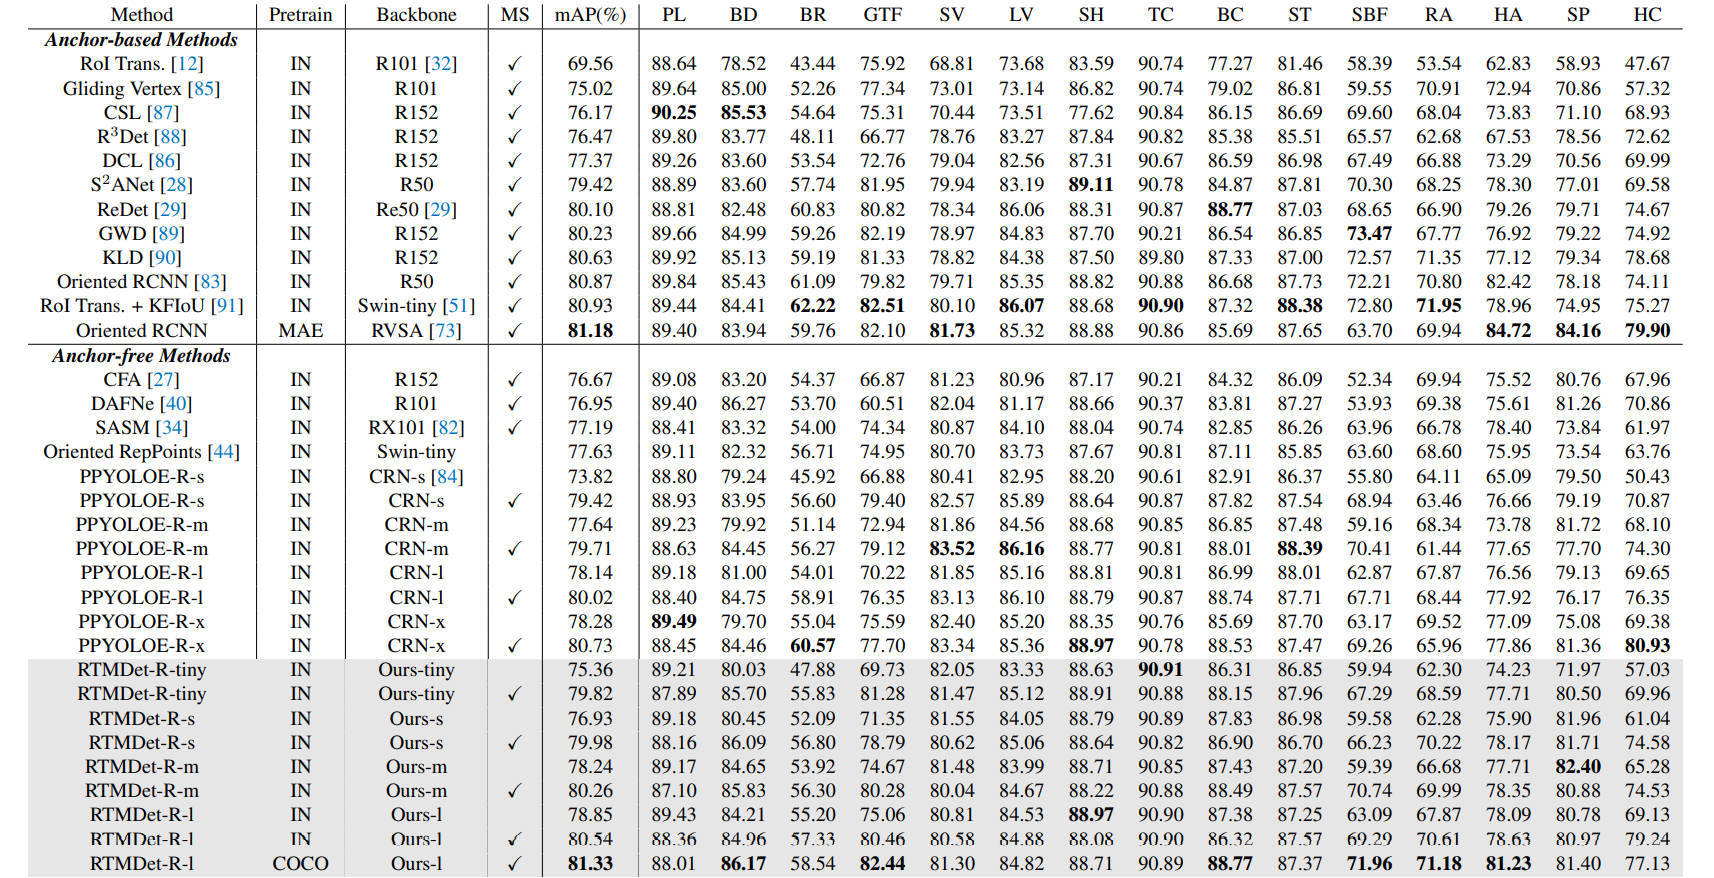 Method Pretrain Backbone MS mAP(%) PL BD BR GTF SV LV SH TC BC ST SBF RA HA SP HC
Anchor-based Methods
RoI Trans. [12] IN R101 [32] ✓ 69.56 88.64 78.52 43.44 75.92 68.81 73.68 83.59 90.74 77.27 81.46 58.39 53.54 62.83 58.93 47.67
Gliding Vertex [85] IN R101 ✓ 75.02 89.64 85.00 52.26 77.34 73.01 73.14 86.82 90.74 79.02 86.81 59.55 70.91 72.94 70.86 57.32
CSL [87] IN R152 ✓ 76.17 90.25 85.53 54.64 75.31 70.44 73.51 77.62 90.84 86.15 86.69 69.60 68.04 73.83 71.10 68.93
R³Det [88] IN R152 ✓ 76.47 89.80 83.77 48.11 66.77 78.76 83.27 87.84 90.82 85.38 85.51 65.57 62.68 67.53 78.56 72.62
DCL [86] IN R152 ✓ 77.37 89.26 83.60 53.54 72.76 79.04 82.56 87.31 90.67 86.59 86.98 67.49 66.88 73.29 70.56 69.99
S²ANet [28] IN R50 ✓ 79.42 88.89 83.60 57.74 81.95 79.94 83.19 89.11 90.78 84.87 87.81 70.30 68.25 78.30 77.01 69.58
ReDet [29] IN Re50 [29] ✓ 80.10 88.81 82.48 60.83 80.82 78.34 86.06 88.31 90.87 88.77 87.03 68.65 66.90 79.26 79.71 74.67
GWD [89] IN R152 ✓ 80.23 89.66 84.99 59.26 82.19 78.97 84.83 87.70 90.21 86.54 86.85 73.47 67.77 76.92 79.22 74.92
KLD [90] IN R152 ✓ 80.63 89.92 85.13 59.19 81.33 78.82 84.38 87.50 89.80 87.33 87.00 72.57 71.35 77.12 79.34 78.68
Oriented RCNN [83] IN R50 ✓ 80.87 89.84 85.43 61.09 79.82 79.71 85.35 88.82 90.88 86.68 87.73 72.21 70.80 82.42 78.18 74.11
RoI Trans. + KFIoU [91] IN Swin-tiny [51] ✓ 80.93 89.44 84.41 62.22 82.51 80.10 86.07 88.68 90.90 87.32 88.38 72.80 71.95 78.96 74.95 75.27
Oriented RCNN MAE RVSA [73] ✓ 81.18 89.40 83.94 59.76 82.10 81.73 85.32 88.88 90.86 85.69 87.65 63.70 69.94 84.72 84.16 79.90
Anchor-free Methods
CFA [27] IN R152 ✓ 76.67 89.08 83.20 54.37 66.87 81.23 80.96 87.17 90.21 84.32 86.09 52.34 69.94 75.52 80.76 67.96
DAFNe [40] IN R101 ✓ 76.95 89.40 86.27 53.70 60.51 82.04 81.17 88.66 90.37 83.81 87.27 53.93 69.38 75.61 81.26 70.86
SASM [34] IN RX101 [82] ✓ 77.19 88.41 83.32 54.00 74.34 80.87 84.10 88.04 90.74 82.85 86.26 63.96 66.78 78.40 73.84 61.97
Oriented RepPoints [44] IN Swin-tiny 77.63 89.11 82.32 56.71 74.95 80.70 83.73 87.67 90.81 87.11 85.85 63.60 68.60 75.95 73.54 63.76
PPYOLOE-R-s IN CRN-s [84] 73.82 88.80 79.24 45.92 66.88 80.41 82.95 88.20 90.61 82.91 86.37 55.80 64.11 65.09 79.50 50.43
PPYOLOE-R-s IN CRN-s ✓ 79.42 88.93 83.95 56.60 79.40 82.57 85.89 88.64 90.87 87.82 87.54 68.94 63.46 76.66 79.19 70.87
PPYOLOE-R-m IN CRN-m 77.64 89.23 79.92 51.14 72.94 81.86 84.56 88.68 90.85 86.85 87.48 59.16 68.34 73.78 81.72 68.10
PPYOLOE-R-m IN CRN-m ✓ 79.71 88.63 84.45 56.27 79.12 83.52 86.16 88.77 90.81 88.01 88.39 70.41 61.44 77.65 77.70 74.30
PPYOLOE-R-l IN CRN-l 78.14 89.18 81.00 54.01 70.22 81.85 85.16 88.81 90.81 86.99 88.01 62.87 67.87 76.56 79.13 69.65
PPYOLOE-R-l IN CRN-l ✓ 80.02 88.40 84.75 58.91 76.35 83.13 86.10 88.79 90.87 88.74 87.71 67.71 68.44 77.92 76.17 76.35
PPYOLOE-R-x IN CRN-x 78.28 89.49 79.70 55.04 75.59 82.40 85.20 88.35 90.76 85.69 87.70 63.17 69.52 77.09 75.08 69.38
PPYOLOE-R-x IN CRN-x ✓ 80.73 88.45 84.46 60.57 77.70 83.34 85.36 88.97 90.78 88.53 87.47 69.26 65.96 77.86 81.36 80.93
RTMDet-R-tiny IN Ours-tiny 75.36 89.21 80.03 47.88 69.73 82.05 83.33 88.63 90.91 86.31 86.85 59.94 62.30 74.23 71.97 57.03
RTMDet-R-tiny IN Ours-tiny ✓ 79.82 87.89 85.70 55.83 81.28 81.47 85.12 88.91 90.88 88.15 87.96 67.29 68.59 77.71 80.50 69.96
RTMDet-R-s IN Ours-s 76.93 89.18 80.45 52.09 71.35 81.55 84.05 88.79 90.89 87.83 86.98 59.58 62.28 75.90 81.96 61.04
RTMDet-R-s IN Ours-s ✓ 79.98 88.16 86.09 56.80 78.79 80.62 85.06 88.64 90.82 86.90 86.70 66.23 70.22 78.17 81.71 74.58
RTMDet-R-m IN Ours-m 78.24 89.17 84.65 53.92 74.67 81.48 83.99 88.71 90.85 87.43 87.20 59.39 66.68 77.71 82.40 65.28
RTMDet-R-m IN Ours-m ✓ 80.26 87.10 85.83 56.30 80.28 80.04 84.67 88.22 90.88 88.49 87.57 70.74 69.99 78.35 80.88 74.53
RTMDet-R-l IN Ours-l 78.85 89.43 84.21 55.20 75.06 80.81 84.53 88.97 90.90 87.38 87.25 63.09 67.87 78.09 80.78 69.13
RTMDet-R-l IN Ours-l ✓ 80.54 88.36 84.96 57.33 80.46 80.58 84.88 88.08 90.90 86.32 87.57 69.29 70.61 78.63 80.97 79.24
RTMDet-R-l COCO Ours-l ✓ 81.33 88.01 86.17 58.54 82.44 81.30 84.82 88.71 90.89 88.77 87.37 71.96 71.18 81.23 81.40 77.13